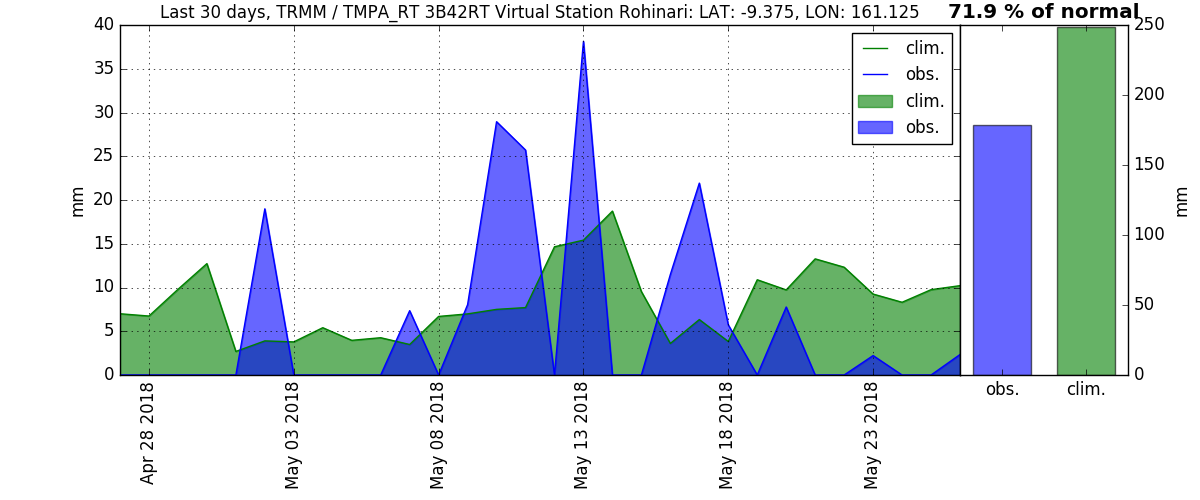 Last 30 days, TRMM / TMPA_RT 3B42RT Virtual Station Rohinari: LAT: -9.375, LON: 161.125
71.9 % of normal
40
35
30
25
20
15
10
5
0
mm
clim.
obs.
clim.
obs.
Apr 28 2018
May 03 2018
May 08 2018
May 13 2018
May 18 2018
May 23 2018
250
200
150
100
50
0
mm
obs.
clim.